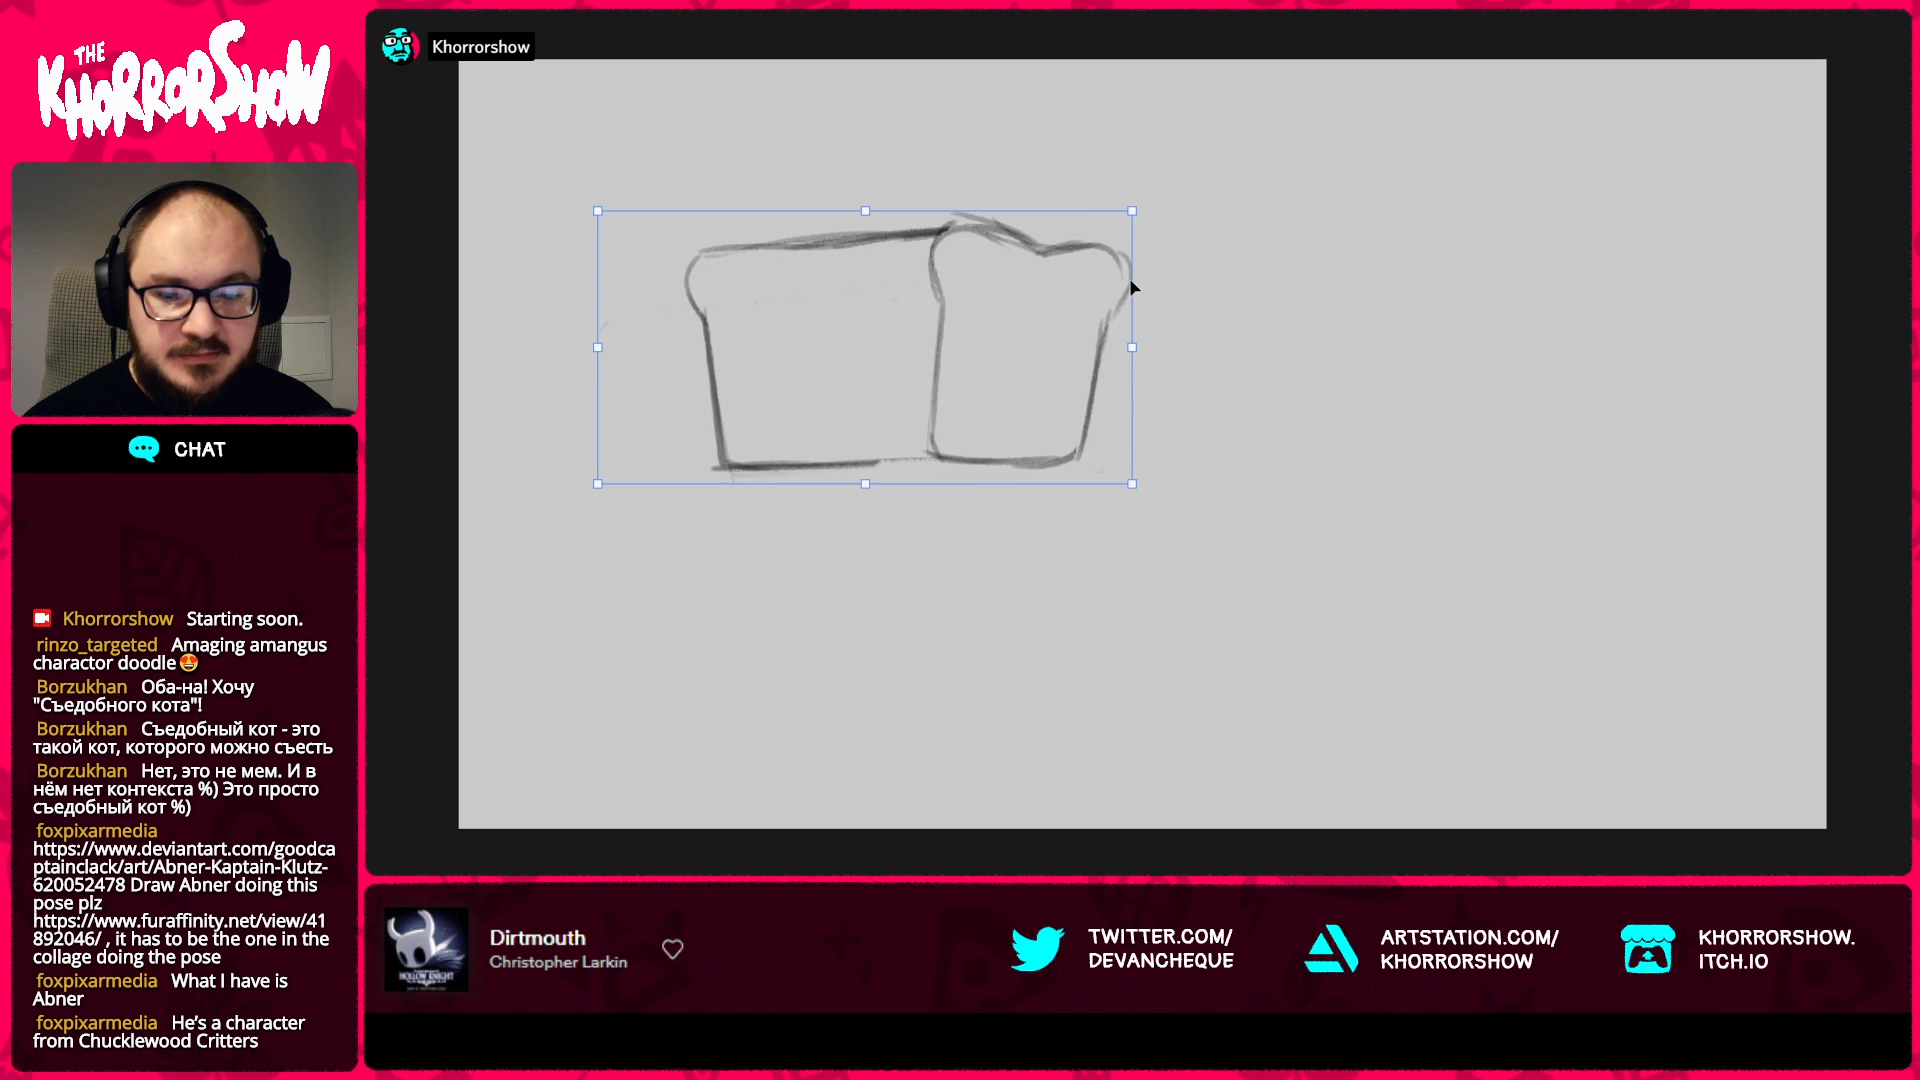 THE
KHORRORSHOW
Khorrorshow
CHAT
Khorrorshow Starting soon.
rinzo_targeted Amaging amangus
charactor doodle😍
Borzukhan Оба-на! Хочу
"Съедобного кота"!
Borzukhan Съедобный кот - это
такой кот, которого можно съесть
Borzukhan Нет, это не мем. И в
нём нет контекста %) Это просто
съедобный кот %)
foxpixarmedia
https://www.deviantart.com/goodca
ptainclack/art/Abner-Kaptain-Klutz-
620052478 Draw Abner doing this
pose plz
https://www.furaffinity.net/view/41
892046/ , it has to be the one in the
collage doing the pose
foxpixarmedia What I have is
Abner
foxpixarmedia He's a character
from Chucklewood Critters
HOLLOW KNIGHT
Dirtmouth
Christopher Larkin
TWITTER.COM/
DEVANCHEQUE
ARTSTATION.COM/
KHORRORSHOW
KHORRORSHOW.
ITCH.IO